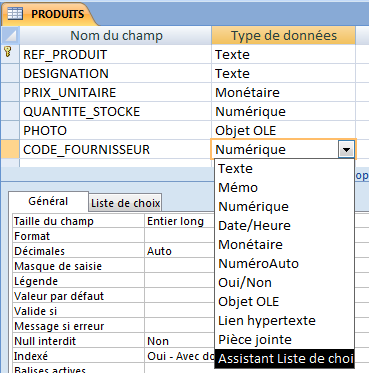 PRODUITS
Nom du champ Type de données
REF_PRODUIT Texte
DESIGNATION Texte
PRIX_UNITAIRE Monétaire
QUANTITE_STOCKE Numérique
PHOTO Objet OLE
CODE_FOURNISSEUR Numérique
Texte
Mémo
Numérique
Date/Heure
Monétaire
NuméroAuto
Oui/Non
Objet OLE
Lien hypertexte
Pièce jointe
Assistant Liste de choi
op
Général Liste de choix
Taille du champ Entier long
Format
Décimales Auto
Masque de saisie
Légende
Valeur par défaut
Valide si
Message si erreur
Null interdit Non
Indexé Oui - Avec do
Balises actives